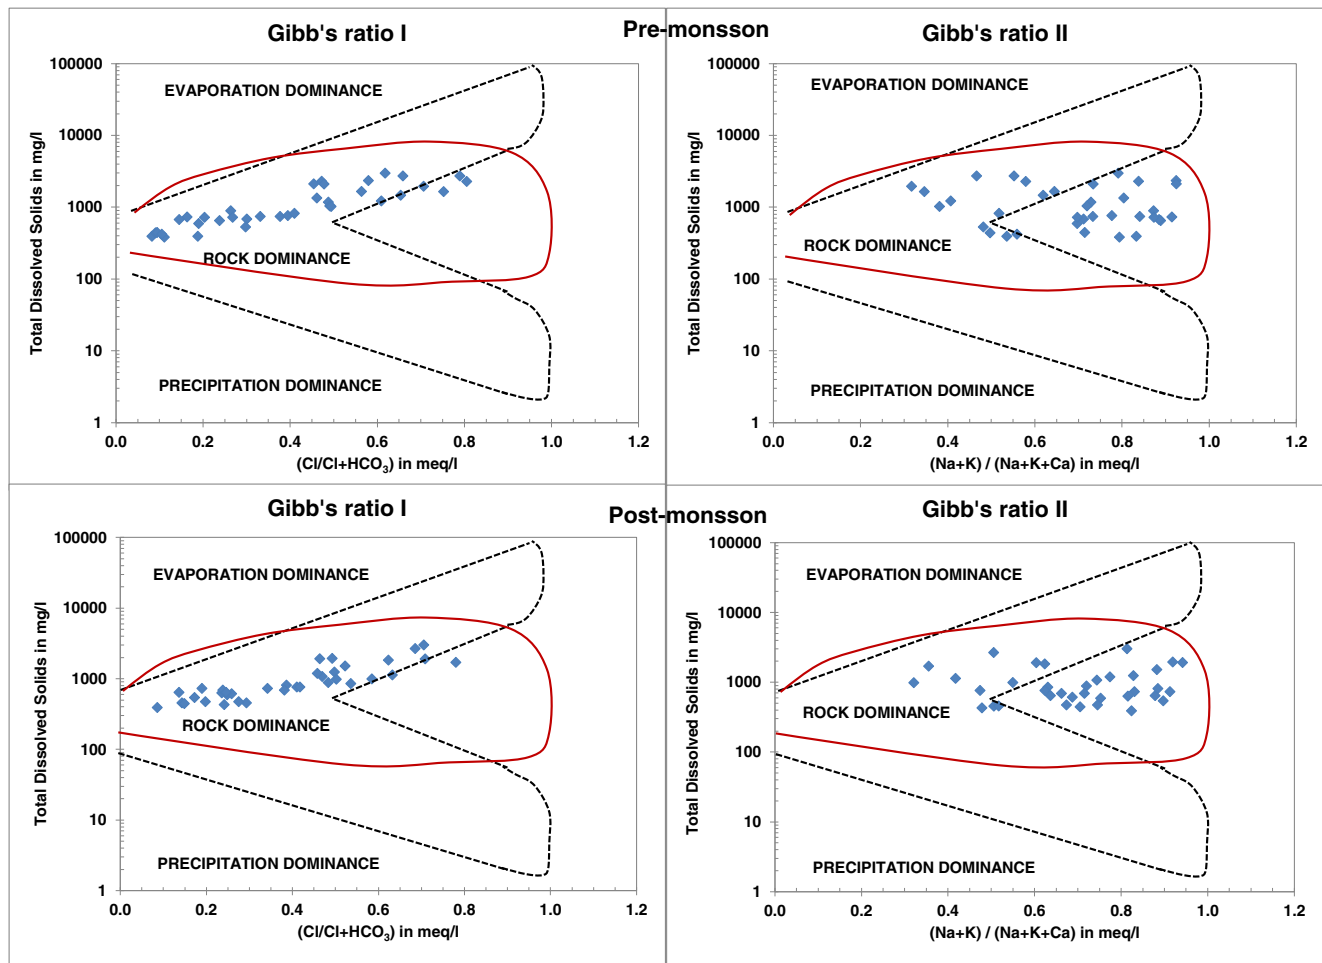 Pre-monsson
Gibb's ratio I
100000
10000
1000
100
10
1
Total Dissolved Solids in mg/l
EVAPORATION DOMINANCE
ROCK DOMINANCE
PRECIPITATION DOMINANCE
0.0 0.2 0.4 0.6 0.8 1.0 1.2
(Cl/Cl+HCO₃) in meq/l
Gibb's ratio II
100000
10000
1000
100
10
1
Total Dissolved Solids in mg/l
EVAPORATION DOMINANCE
ROCK DOMINANCE
PRECIPITATION DOMINANCE
0.0 0.2 0.4 0.6 0.8 1.0 1.2
(Na+K) / (Na+K+Ca) in meq/l
Post-monsson
Gibb's ratio I
100000
10000
1000
100
10
1
Total Dissolved Solids in mg/l
EVAPORATION DOMINANCE
ROCK DOMINANCE
PRECIPITATION DOMINANCE
0.0 0.2 0.4 0.6 0.8 1.0 1.2
(Cl/Cl+HCO₃) in meq/l
Gibb's ratio II
100000
10000
1000
100
10
1
Total Dissolved Solids in mg/l
EVAPORATION DOMINANCE
ROCK DOMINANCE
PRECIPITATION DOMINANCE
0.0 0.2 0.4 0.6 0.8 1.0 1.2
(Na+K) / (Na+K+Ca) in meq/l